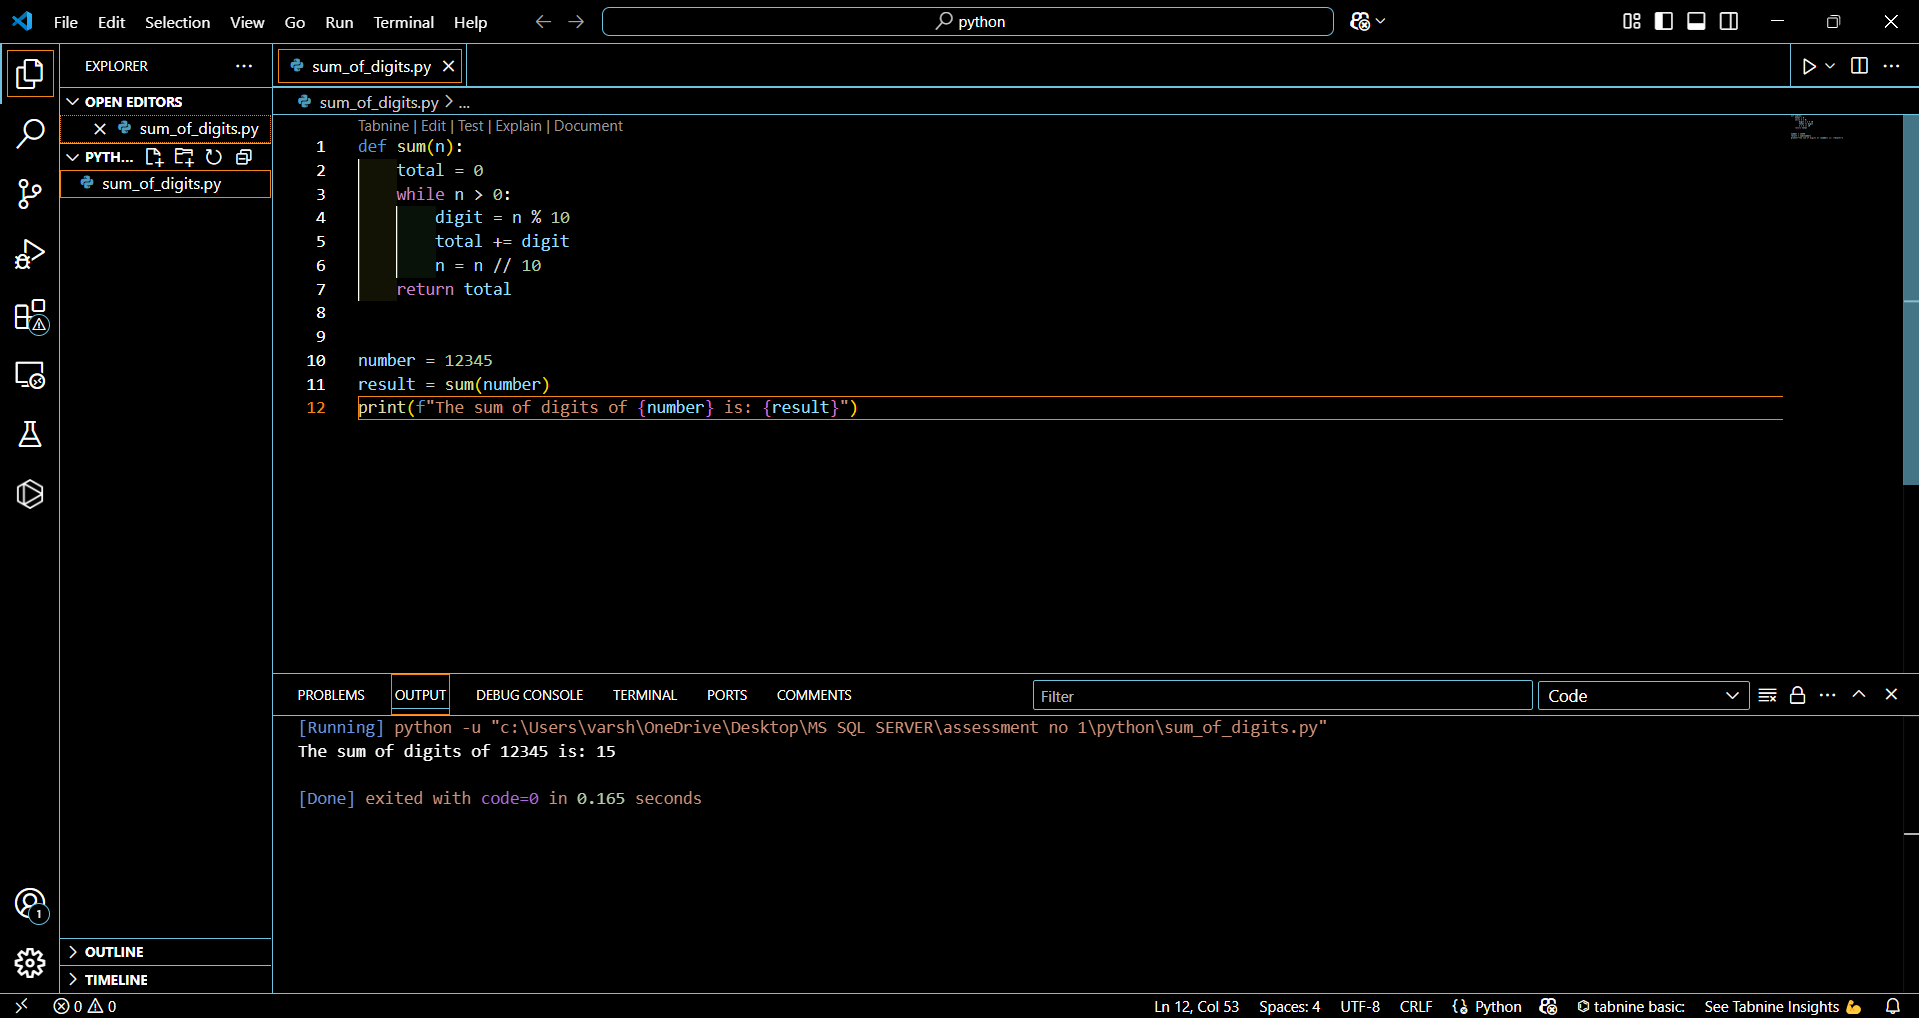 File Edit Selection View Go Run Terminal Help
python
EXPLORER
OPEN EDITORS
sum_of_digits.py
PYTH...
sum_of_digits.py
OUTLINE
TIMELINE
sum_of_digits.py
sum_of_digits.py > ...
Tabnine | Edit | Test | Explain | Document
1 def sum(n):
2 total = 0
3 while n > 0:
4 digit = n % 10
5 total += digit
6 n = n // 10
7 return total
8
9
10 number = 12345
11 result = sum(number)
12 print(f"The sum of digits of {number} is: {result}")
PROBLEMS OUTPUT DEBUG CONSOLE TERMINAL PORTS COMMENTS
Filter
Code
[Running] python -u "c:\Users\varsh\OneDrive\Desktop\MS SQL SERVER\assessment no 1\python\sum_of_digits.py"
The sum of digits of 12345 is: 15
[Done] exited with code=0 in 0.165 seconds
1
0 0
Ln 12, Col 53 Spaces: 4 UTF-8 CRLF {} Python tabnine basic: See Tabnine Insights 💪